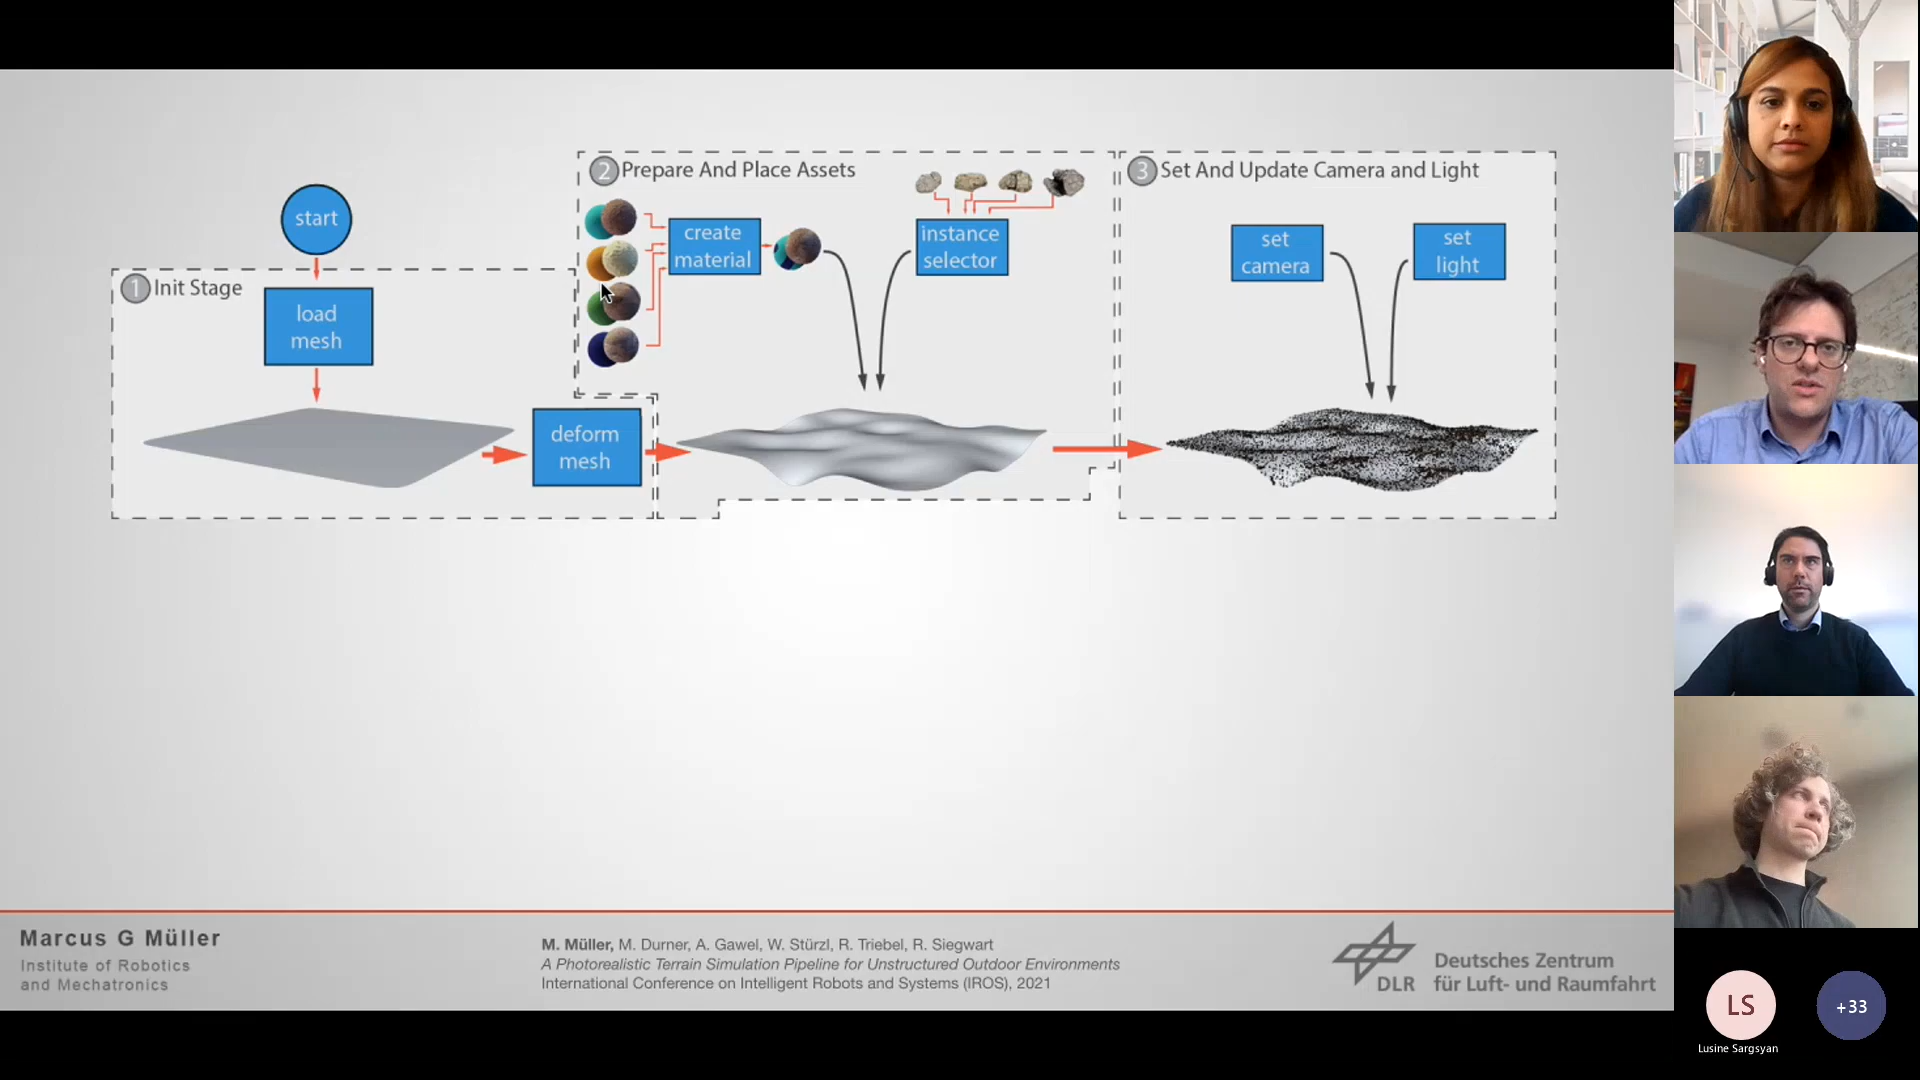 start
1 Init Stage
load
mesh
deform
mesh
2 Prepare And Place Assets
create
material
instance
selector
3 Set And Update Camera and Light
set
camera
set
light
Marcus G Müller
Institute of Robotics
and Mechatronics
M. Müller, M. Durner, A. Gawel, W. Stürzl, R. Triebel, R. Siegwart
A Photorealistic Terrain Simulation Pipeline for Unstructured Outdoor Environments
International Conference on Intelligent Robots and Systems (IROS), 2021
DLR
Deutsches Zentrum
für Luft- und Raumfahrt
LS
Lusine Sargsyan
+33